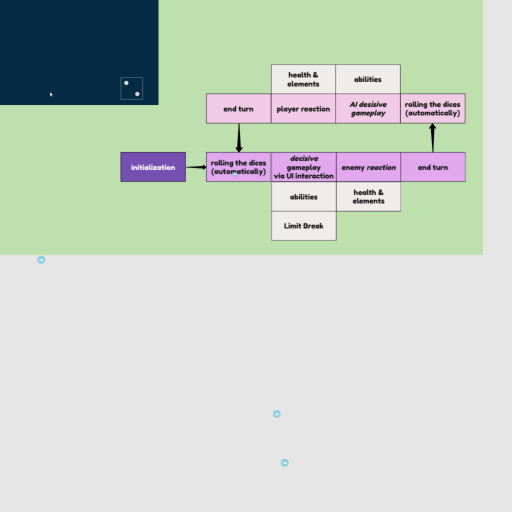 health &
elements
abilities
end turn
player reaction
AI desisive
gameplay
rolling the dices
(automatically)
initialization
rolling the dices
(automatically)
decisive
gameplay
via UI interaction
enemy reaction
end turn
abilities
health &
elements
Limit Break